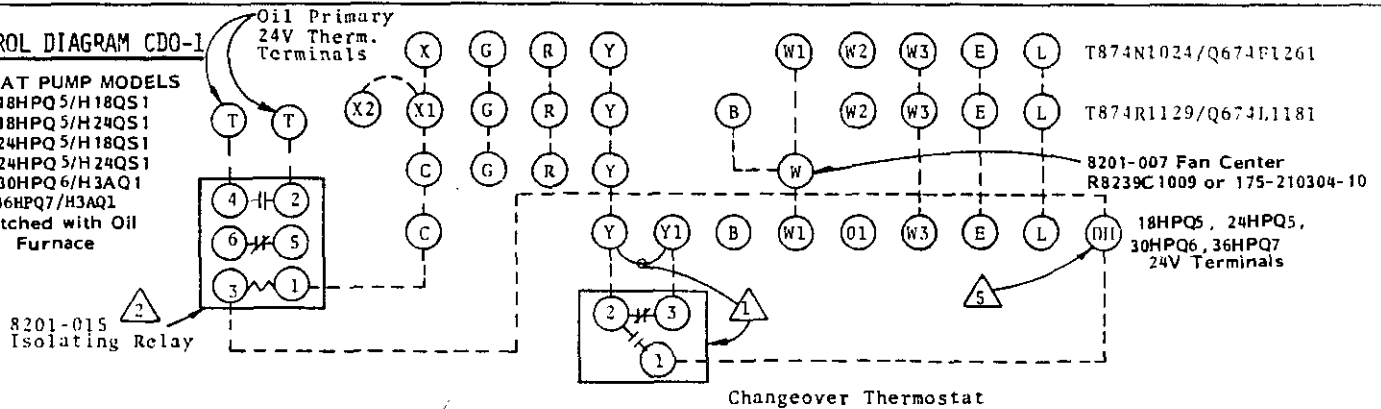 ROL DIAGRAM CDO-1
AT PUMP MODELS
18HPQ5/H18QS1
18HPQ5/H24QS1
24HPQ5/H18QS1
24HPQ5/H24QS1
30HPQ6/H3AQ1
36HPQ7/H3AQ1
tched with Oil
Furnace
Oil Primary
24V Therm.
Terminals
X G R Y W1 W2 W3 E L T874N1024/Q674F1261
T T X2 X1 G R Y B W2 W3 E L T874R1129/Q674L1181
C G R Y W
8201-007 Fan Center
R8239C1009 or 175-210304-10
4 2
6 5
3 1
C Y Y1 B W1 O1 W3 E L DH
18HPQ5, 24HPQ5,
30HPQ6, 36HPQ7
24V Terminals
2
8201-015
Isolating Relay
2 3
1
1
5
Changeover Thermostat